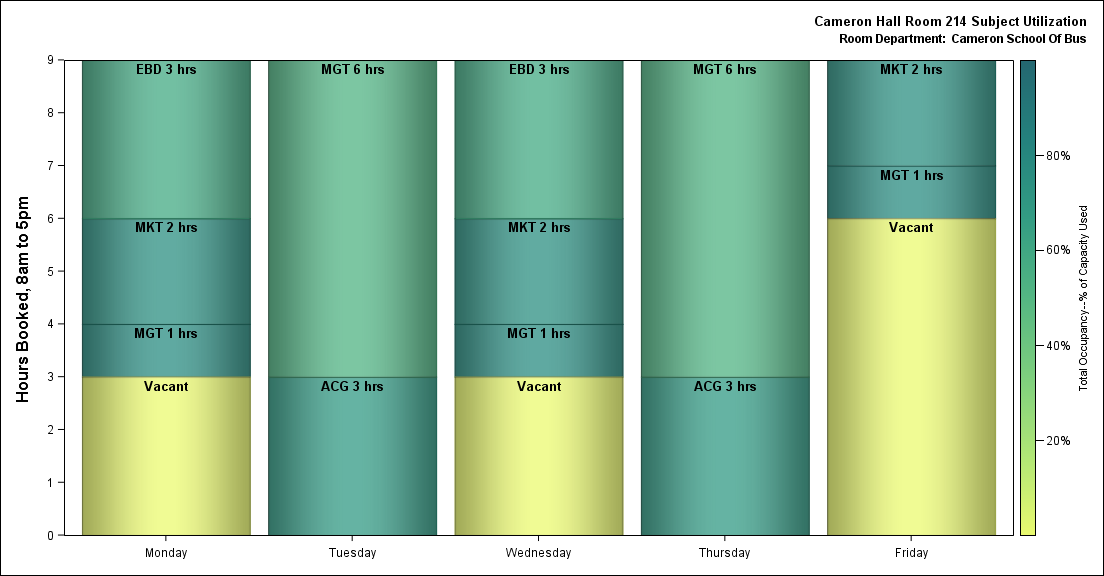 Cameron Hall Room 214 Subject Utilization
Room Department: Cameron School Of Bus
Hours Booked, 8am to 5pm
9
8
7
6
5
4
3
2
1
0
EBD 3 hrs
MKT 2 hrs
MGT 1 hrs
Vacant
MGT 6 hrs
ACG 3 hrs
EBD 3 hrs
MKT 2 hrs
MGT 1 hrs
Vacant
MGT 6 hrs
ACG 3 hrs
MKT 2 hrs
MGT 1 hrs
Vacant
Monday
Tuesday
Wednesday
Thursday
Friday
80%
60%
40%
20%
Total Occupancy--% of Capacity Used